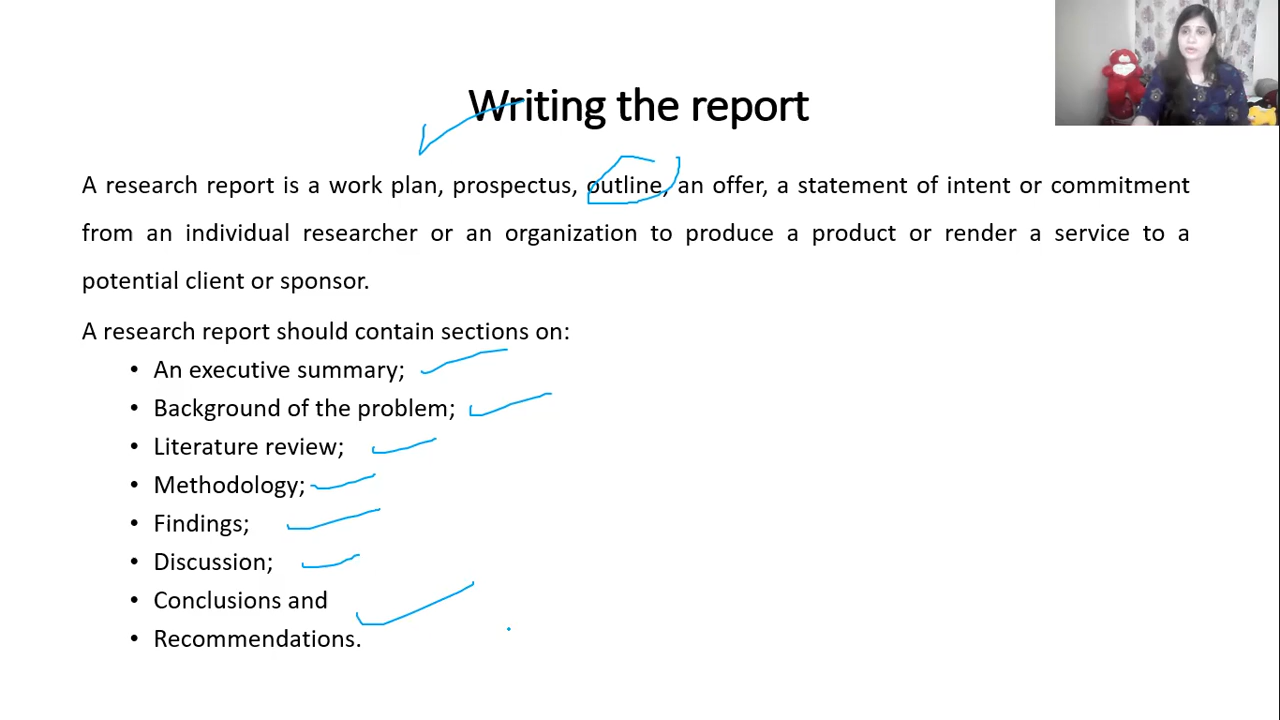 Writing the report
A research report is a work plan, prospectus, outline, an offer, a statement of intent or commitment
from an individual researcher or an organization to produce a product or render a service to a
potential client or sponsor.
A research report should contain sections on:
• An executive summary;
• Background of the problem;
• Literature review;
• Methodology;
• Findings;
• Discussion;
• Conclusions and
• Recommendations.